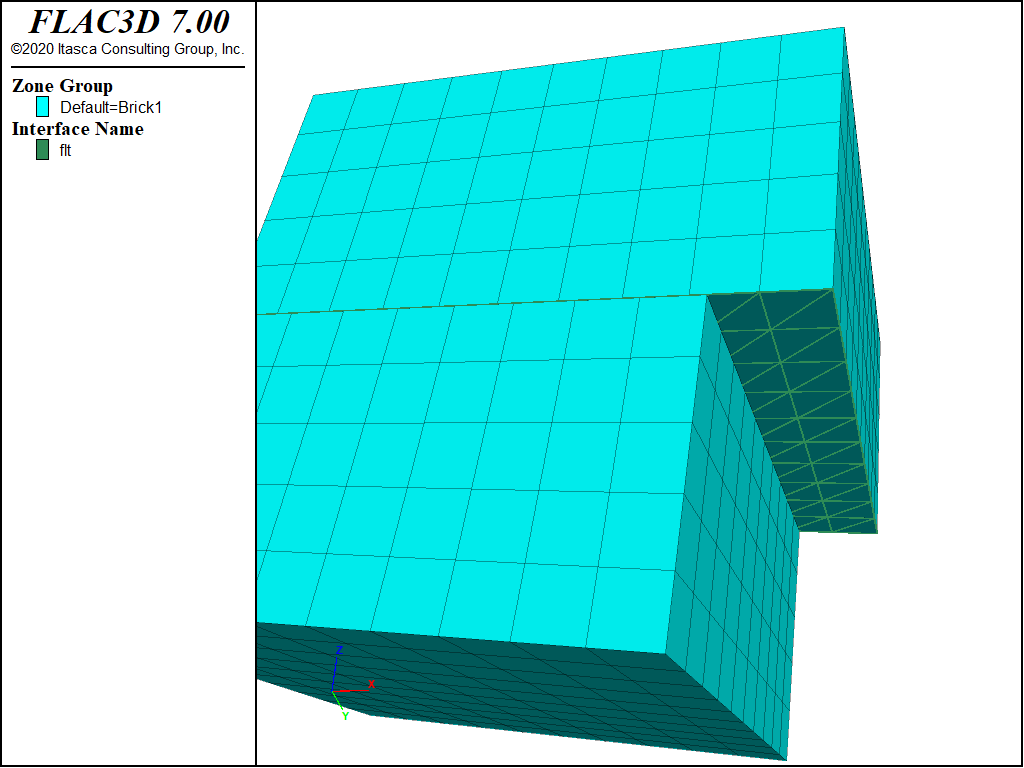 FLAC3D 7.00
©2020 Itasca Consulting Group, Inc.
Zone Group
Default=Brick1
Interface Name
flt
Z
X
Y